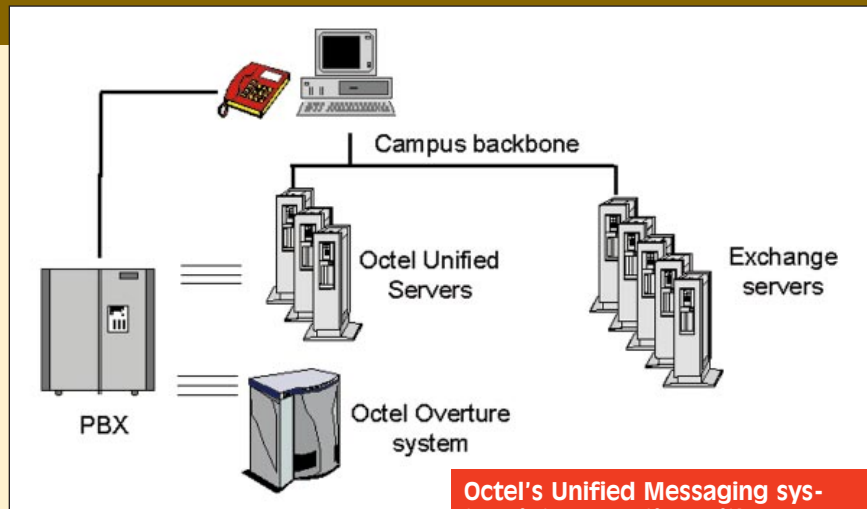 Campus backbone
Octel Unified
Servers
Exchange
servers
PBX
Octel Overture
system
Octel's Unified Messaging sys-